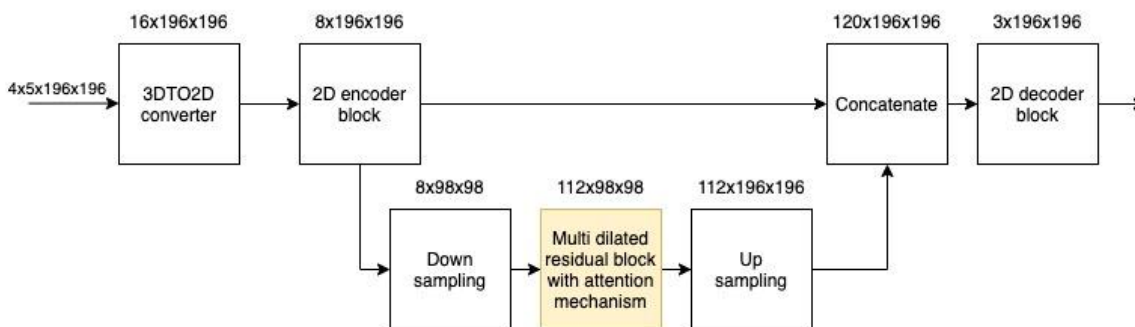 16x196x196
8x196x196
120x196x196
3x196x196
4x5x196x196
3DTO2D
converter
2D encoder
block
Concatenate
2D decoder
block
8x98x98
112x98x98
112x196x196
Down
sampling
Multi dilated
residual block
with attention
mechanism
Up
sampling